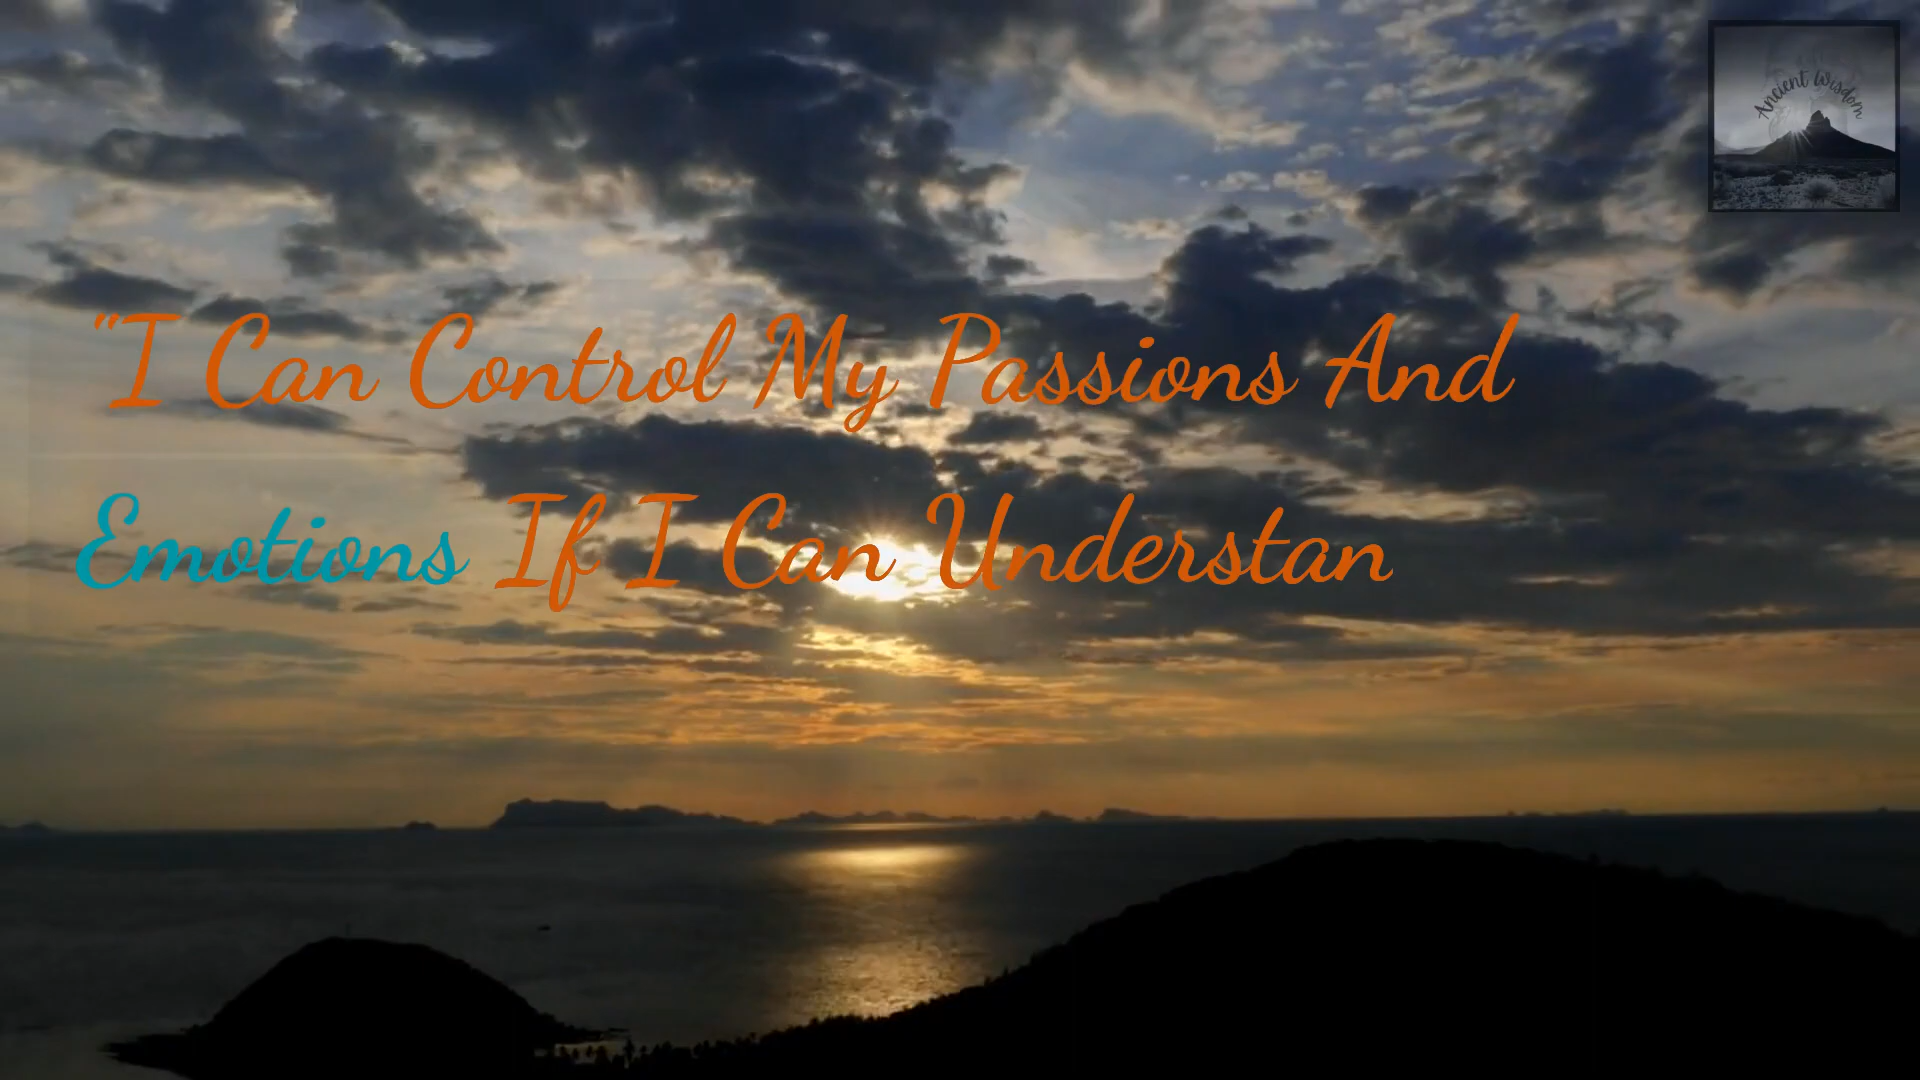 Ancient Wisdom
"I Can Control My Passions And
Emotions If I Can Understan